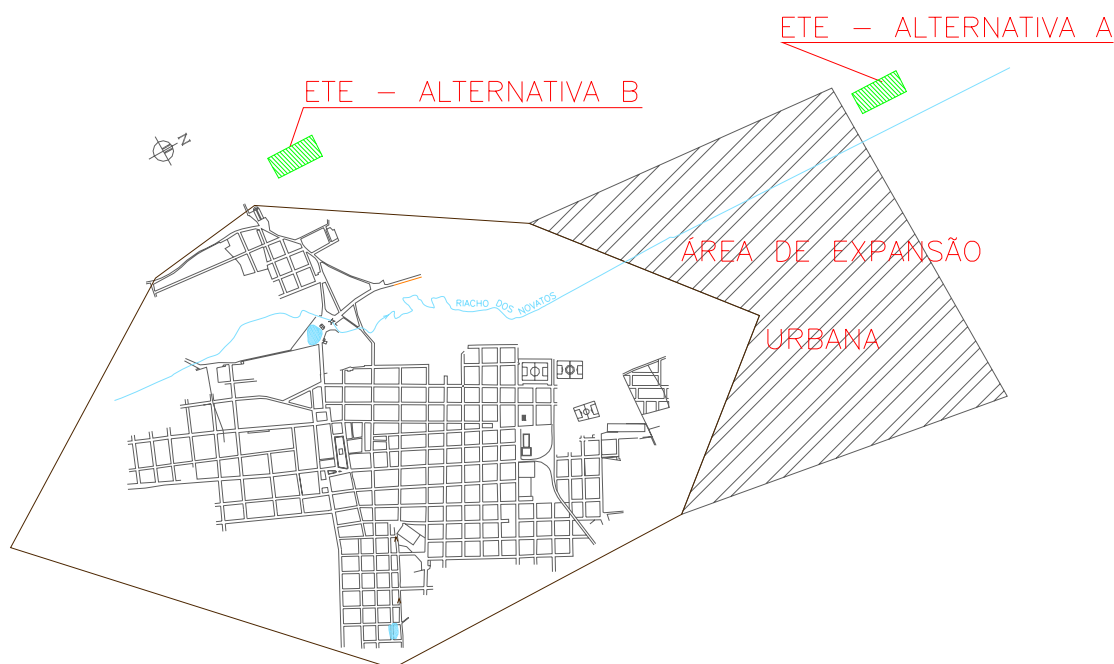 ETE – ALTERNATIVA A
ETE – ALTERNATIVA B
N
ÁREA DE EXPANSÃO
URBANA
RIACHO DOS NOVATOS